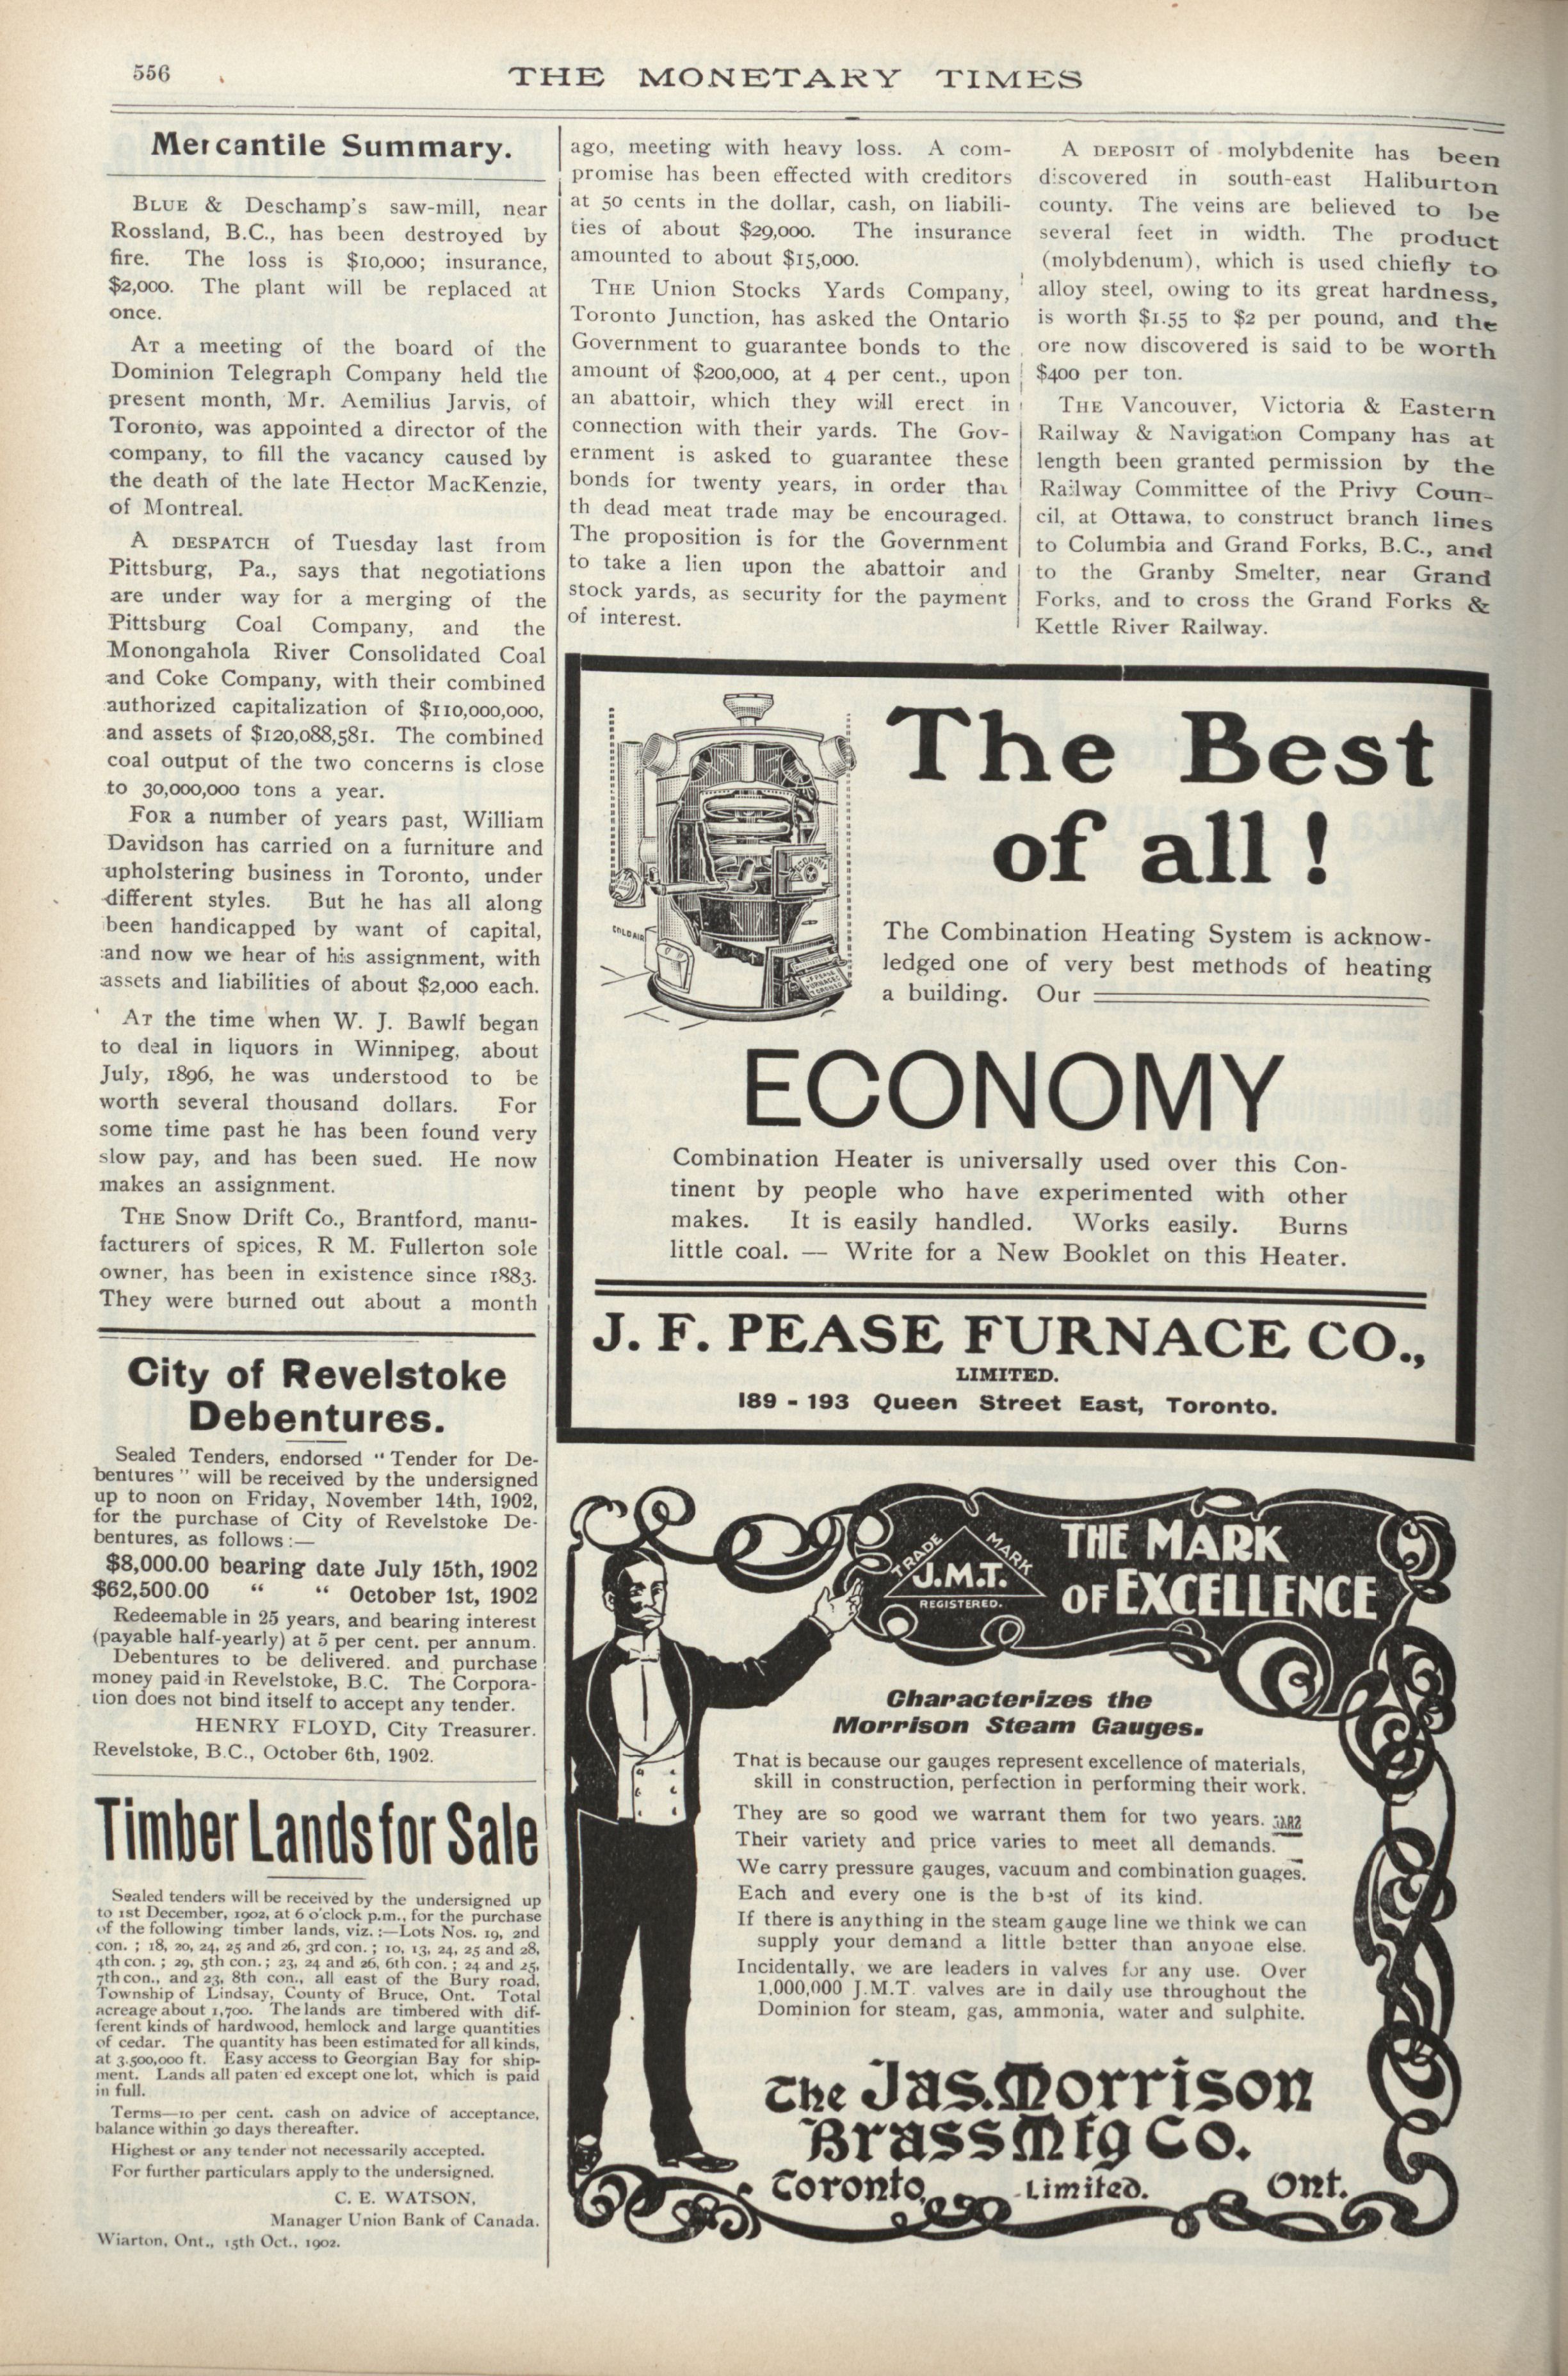 556
THE MONETARY TIMES
Mercantile Summary.
BLUE & Deschamp's saw-mill, near
Rossland, B.C., has been destroyed by
fire. The loss is $10,000; insurance,
$2,000. The plant will be replaced at
once.
AT a meeting of the board of the
Dominion Telegraph Company held the
present month, Mr. Aemilius Jarvis, of
Toronto, was appointed a director of the
company, to fill the vacancy caused by
the death of the late Hector MacKenzie,
of Montreal.
A DESPATCH of Tuesday last from
Pittsburg, Pa., says that negotiations
are under way for a merging of the
Pittsburg Coal Company, and the
Monongahola River Consolidated Coal
and Coke Company, with their combined
authorized capitalization of $110,000,000,
and assets of $120,088,581. The combined
coal output of the two concerns is close
to 30,000,000 tons a year.
FOR a number of years past, William
Davidson has carried on a furniture and
upholstering business in Toronto, under
different styles. But he has all along
been handicapped by want of capital,
and now we hear of his assignment, with
assets and liabilities of about $2,000 each.
AT the time when W. J. Bawlf began
to deal in liquors in Winnipeg, about
July, 1896, he was understood to be
worth several thousand dollars. For
some time past he has been found very
slow pay, and has been sued. He now
makes an assignment.
THE Snow Drift Co., Brantford, manu-
facturers of spices, R M. Fullerton sole
owner, has been in existence since 1883.
They were burned out about a month
ago, meeting with heavy loss. A com-
promise has been effected with creditors
at 50 cents in the dollar, cash, on liabili-
ties of about $29,000. The insurance
amounted to about $15,000.
THE Union Stocks Yards Company,
Toronto Junction, has asked the Ontario
Government to guarantee bonds to the
amount of $200,000, at 4 per cent., upon
an abattoir, which they will erect in
connection with their yards. The Gov-
ernment is asked to guarantee these
bonds for twenty years, in order that
th dead meat trade may be encouraged.
The proposition is for the Government
to take a lien upon the abattoir and
stock yards, as security for the payment
of interest.
A DEPOSIT of molybdenite has been
discovered in south-east Haliburton
county. The veins are believed to be
several feet in width. The product
(molybdenum), which is used chiefly to
alloy steel, owing to its great hardness,
is worth $1.55 to $2 per pound, and the
ore now discovered is said to be worth
$400 per ton.
THE Vancouver, Victoria & Eastern
Railway & Navigation Company has at
length been granted permission by the
Railway Committee of the Privy Coun-
cil, at Ottawa, to construct branch lines
to Columbia and Grand Forks, B.C., and
to the Granby Smelter, near Grand
Forks, and to cross the Grand Forks &
Kettle River Railway.
City of Revelstoke
Debentures.
Sealed Tenders, endorsed "Tender for De-
bentures" will be received by the undersigned
up to noon on Friday, November 14th, 1902,
for the purchase of City of Revelstoke De-
bentures, as follows:—
$8,000.00 bearing date July 15th, 1902
$62,500.00 " " October 1st, 1902
Redeemable in 25 years, and bearing interest
(payable half-yearly) at 5 per cent. per annum.
Debentures to be delivered. and purchase
money paid in Revelstoke, B.C. The Corpora-
tion does not bind itself to accept any tender.
HENRY FLOYD, City Treasurer.
Revelstoke, B.C., October 6th, 1902.
Timber Lands for Sale
Sealed tenders will be received by the undersigned up
to 1st December, 1902, at 6 o'clock p.m., for the purchase
of the following timber lands, viz.:—Lots Nos. 19, 2nd
con.; 18, 20, 24, 25 and 26, 3rd con.; 10, 13, 24, 25 and 28,
4th con.; 29, 5th con.; 23, 24 and 26, 6th con.; 24 and 25,
7th con., and 23, 8th con., all east of the Bury road,
Township of Lindsay, County of Bruce, Ont. Total
acreage about 1,700. The lands are timbered with dif-
ferent kinds of hardwood, hemlock and large quantities
of cedar. The quantity has been estimated for all kinds,
at 3,500,000 ft. Easy access to Georgian Bay for ship-
ment. Lands all paten ed except one lot, which is paid
in full.
Terms—10 per cent. cash on advice of acceptance,
balance within 30 days thereafter.
Highest or any tender not necessarily accepted.
For further particulars apply to the undersigned.
C. E. WATSON,
Manager Union Bank of Canada.
Wiarton, Ont., 15th Oct., 1902.
COLD AIR
ECONOMY
The Best
of all!
The Combination Heating System is acknow-
ledged one of very best methods of heating
a building. Our
ECONOMY
Combination Heater is universally used over this Con-
tinent by people who have experimented with other
makes. It is easily handled. Works easily. Burns
little coal. — Write for a New Booklet on this Heater.
J. F. PEASE FURNACE CO.,
LIMITED.
189 - 193 Queen Street East, Toronto.
TRADE MARK
J.M.T.
REGISTERED.
THE MARK
OF EXCELLENCE
Characterizes the
Morrison Steam Gauges.
That is because our gauges represent excellence of materials,
skill in construction, perfection in performing their work.
They are so good we warrant them for two years.
Their variety and price varies to meet all demands.
We carry pressure gauges, vacuum and combination guages.
Each and every one is the best of its kind.
If there is anything in the steam gauge line we think we can
supply your demand a little better than anyone else.
Incidentally, we are leaders in valves for any use. Over
1,000,000 J.M.T. valves are in daily use throughout the
Dominion for steam, gas, ammonia, water and sulphite.
The Jas. Morrison
Brass Mfg Co.
Toronto, Limited. Ont.